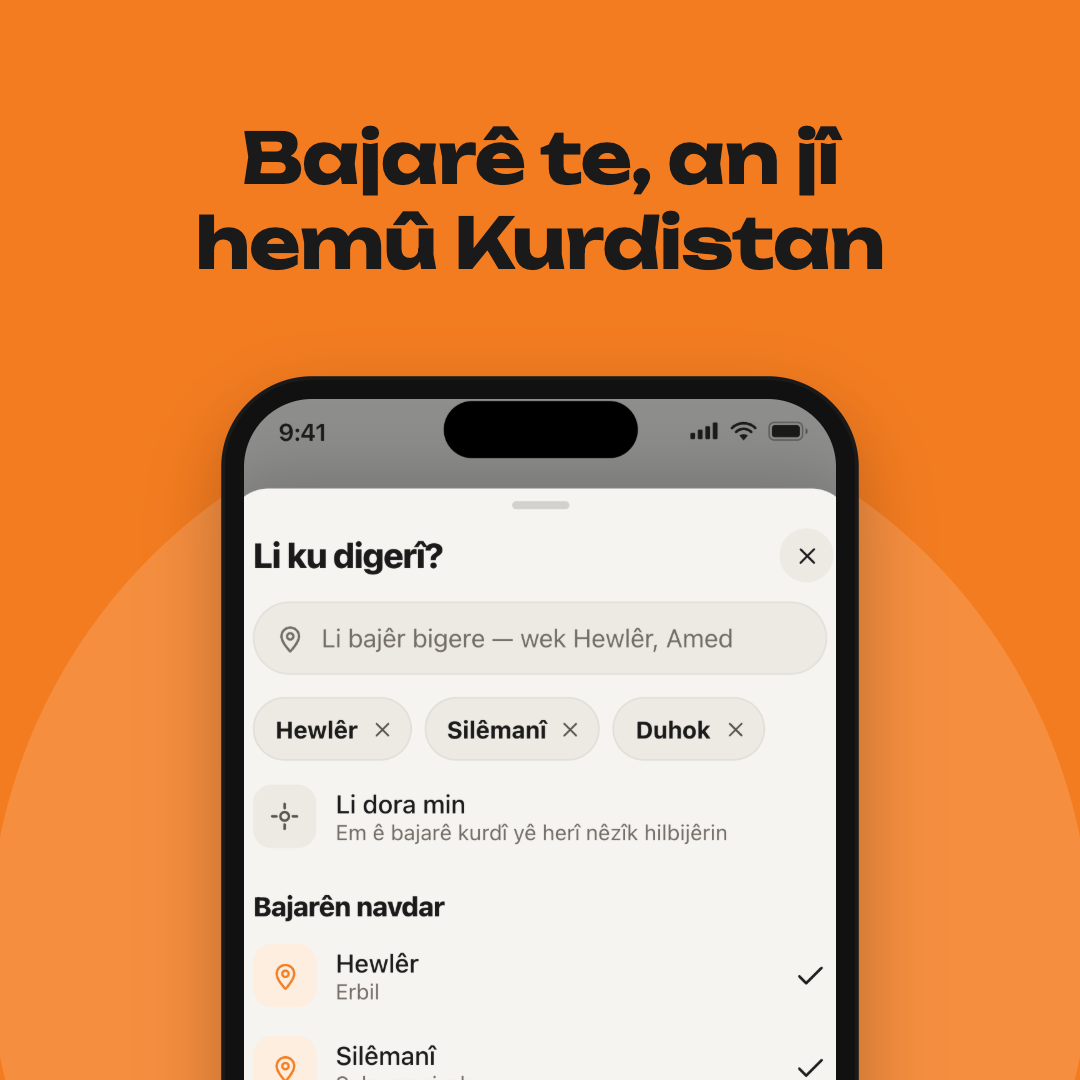 Bajarê te, an jî
hemû Kurdistan
9:41
Li ku digerî?
Li bajêr bigere — wek Hewlêr, Amed
Hewlêr
Silêmanî
Duhok
Li dora min
Em ê bajarê kurdî yê herî nêzîk hilbijêrin
Bajarên navdar
Hewlêr
Erbil
Silêmanî